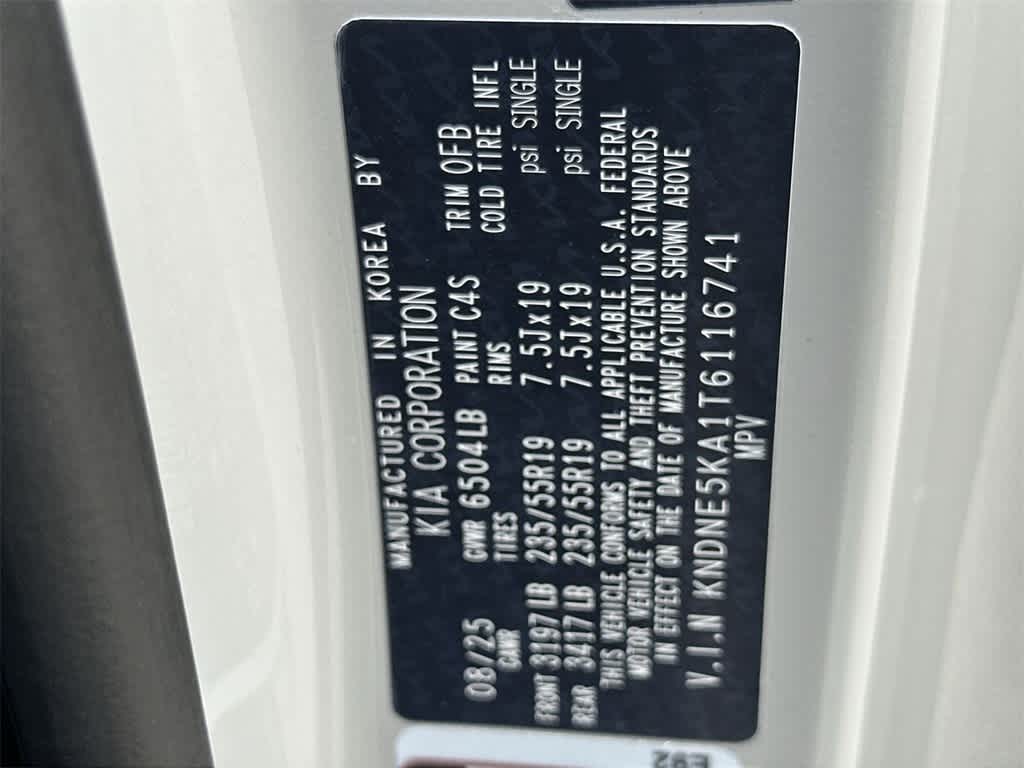 MANUFACTURED IN KOREA BY
KIA CORPORATION
08/25 GVWR 6504LB PAINT C4S TRIM OFB
GAWR TIRES RIMS COLD TIRE INFL
FRONT 3197LB 235/55R19 7.5Jx19 psi SINGLE
REAR 3417LB 235/55R19 7.5Jx19 psi SINGLE
THIS VEHICLE CONFORMS TO ALL APPLICABLE U.S.A. FEDERAL
MOTOR VEHICLE SAFETY AND THEFT PREVENTION STANDARDS
IN EFFECT ON THE DATE OF MANUFACTURE SHOWN ABOVE
V.I.N KNDNE5KA1T6116741
MPV
E92